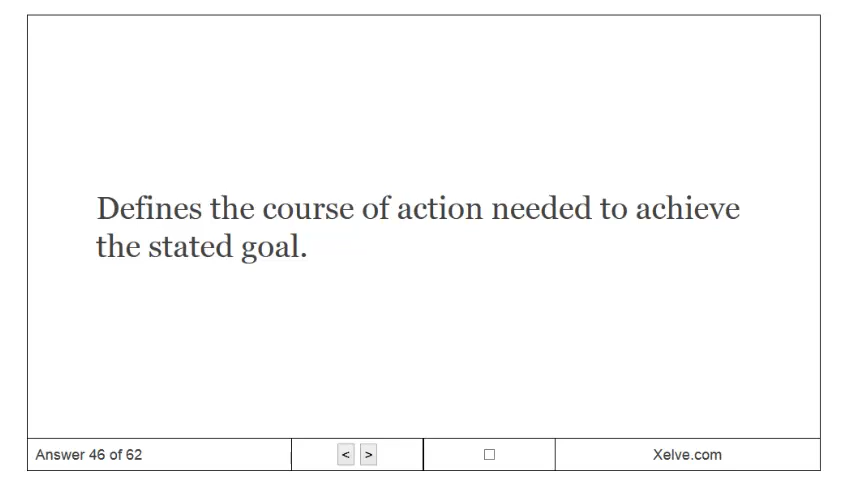 Defines the course of action needed to achieve
the stated goal.
Answer 46 of 62 < > Xelve.com